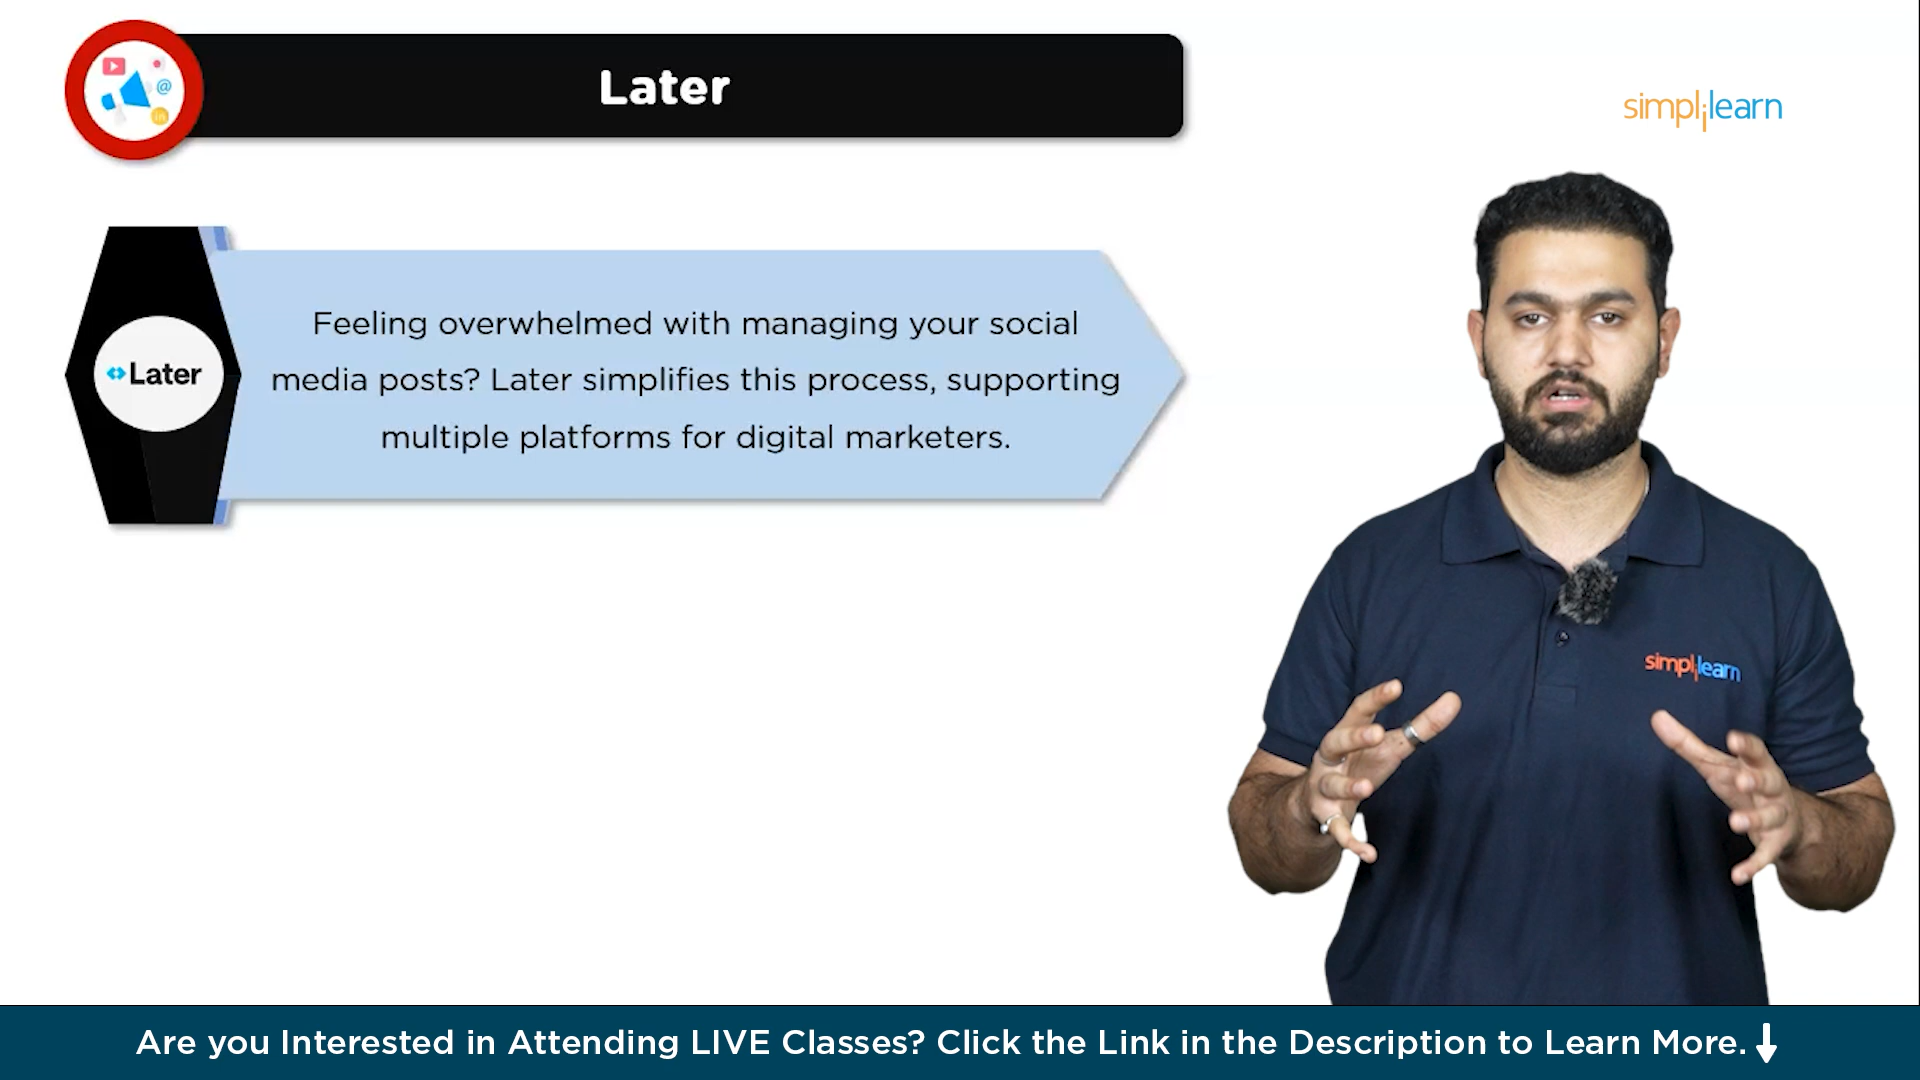 Later
simplilearn
Later
Feeling overwhelmed with managing your social
media posts? Later simplifies this process, supporting
multiple platforms for digital marketers.
simplilearn
Are you Interested in Attending LIVE Classes? Click the Link in the Description to Learn More.